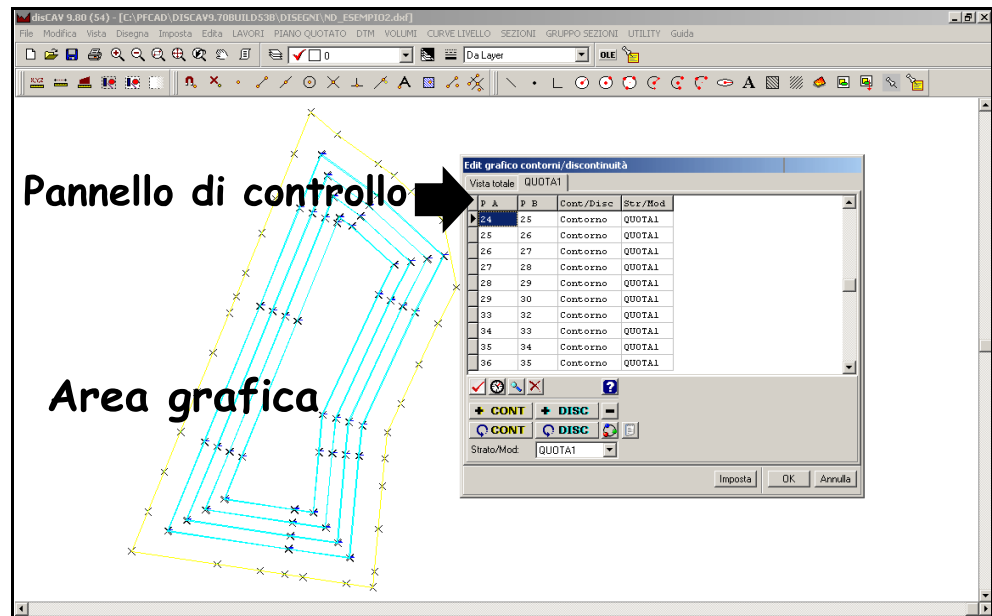 disCAV 9.80 (54) - [C:\PFCAD\DISCAV9.70BUILD53B\DISEGNI\ND_ESEMPIO2.dxf]
File Modifica Vista Disegna Imposta Edita LAVORI PIANO QUOTATO DTM VOLUMI CURVE LIVELLO SEZIONI GRUPPO SEZIONI UTILITY Guida
0 Da Layer OLE
XYZ A A
Edit grafico contorni/discontinuità
Vista totale QUOTA1
Pannello di controllo
P A P B Cont/Disc Str/Mod
24 25 Contorno QUOTA1
25 26 Contorno QUOTA1
26 27 Contorno QUOTA1
27 28 Contorno QUOTA1
28 29 Contorno QUOTA1
29 30 Contorno QUOTA1
33 32 Contorno QUOTA1
34 33 Contorno QUOTA1
35 34 Contorno QUOTA1
36 35 Contorno QUOTA1
Area grafica
?
+ CONT + DISC -
CONT DISC
Strato/Mod: QUOTA1
Imposta OK Annulla